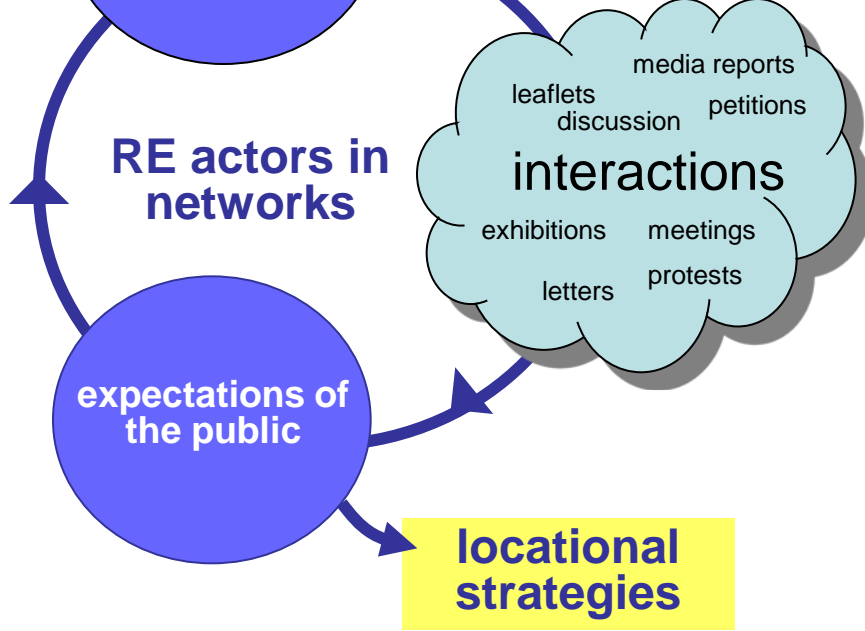 media reports
leaflets
petitions
discussion
RE actors in
networks
interactions
exhibitions
meetings
letters
protests
expectations of
the public
locational
strategies